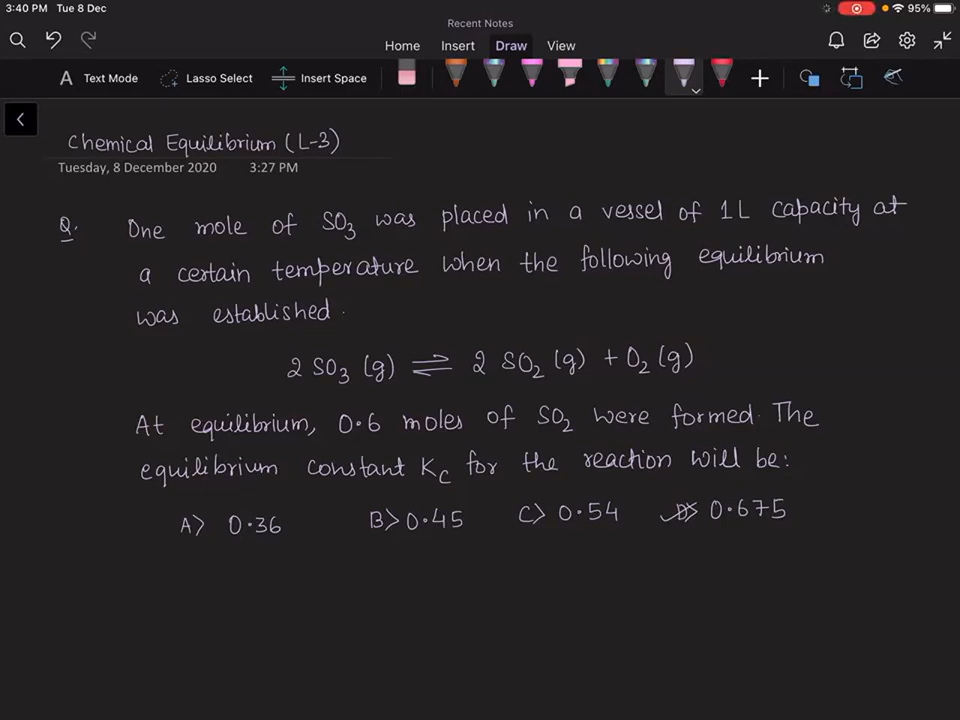 3:40 PM Tue 8 Dec 95%
Recent Notes
Home Insert Draw View
A Text Mode Lasso Select Insert Space
Chemical Equilibrium (L-3)
Tuesday, 8 December 2020 3:27 PM
Q. One mole of SO₃ was placed in a vessel of 1L capacity at
a certain temperature when the following equilibrium
was established.
2 SO₃ (g) ⇌ 2 SO₂ (g) + O₂ (g)
At equilibrium, 0.6 moles of SO₂ were formed. The
equilibrium constant K_C for the reaction will be:
A> 0.36 B> 0.45 C> 0.54 D> 0.675